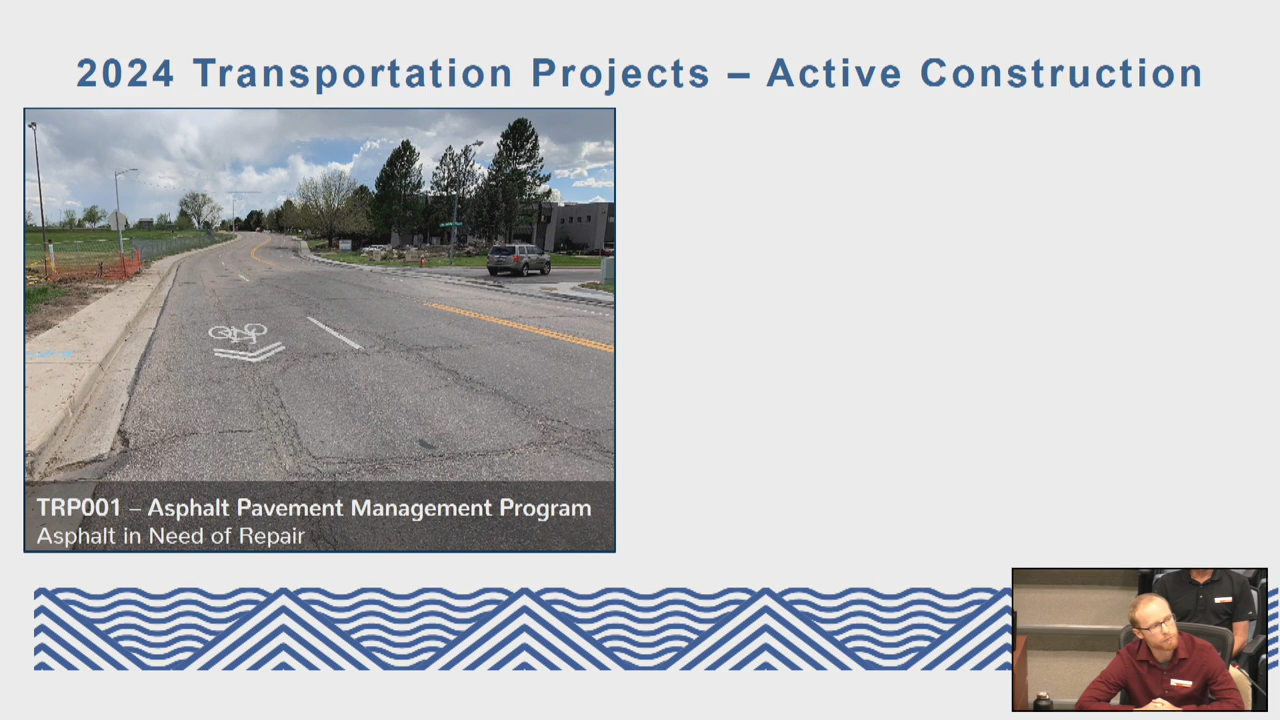 2024 Transportation Projects – Active Construction
TRP001 – Asphalt Pavement Management Program
Asphalt in Need of Repair